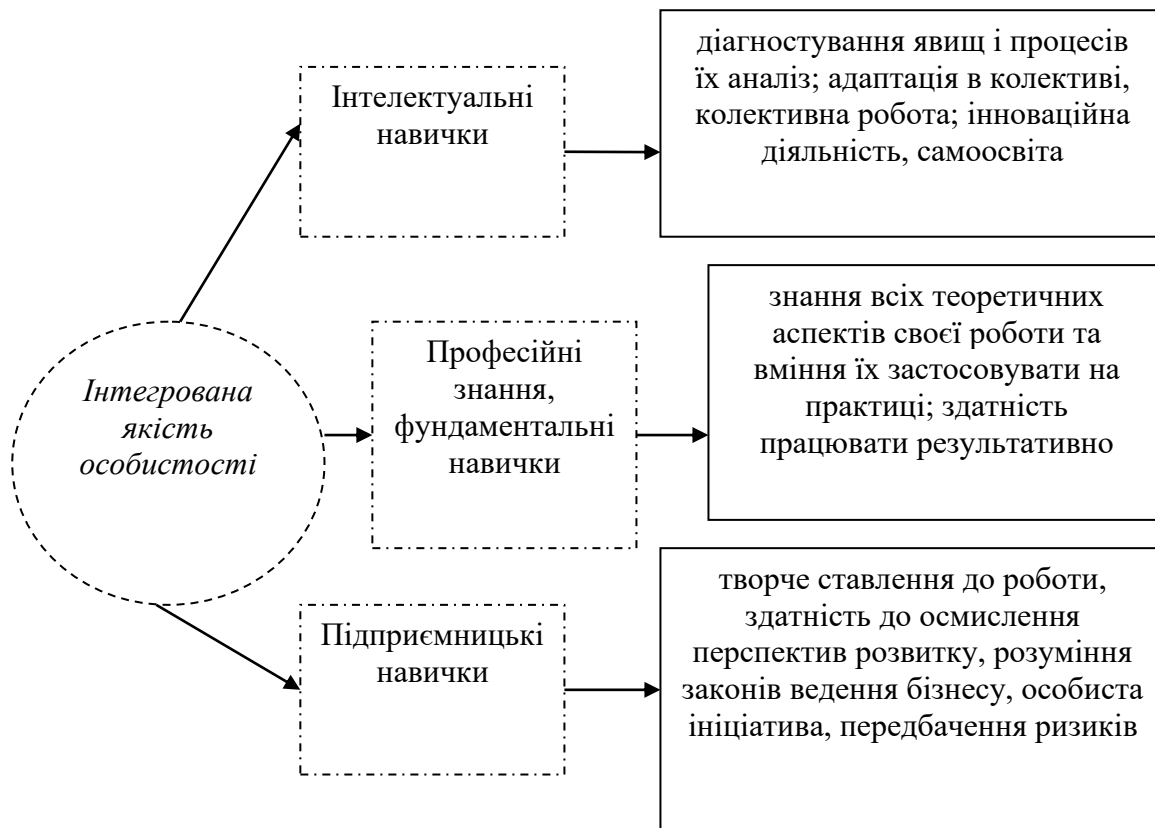 Інтелектуальні
навички
діагностування явищ і процесів
їх аналіз; адаптація в колективі,
колективна робота; інноваційна
діяльність, самоосвіта
Інтегрована
якість
особистості
Професійні
знання,
фундаментальні
навички
знання всіх теоретичних
аспектів своєї роботи та
вміння їх застосовувати на
практиці; здатність
працювати результативно
Підприємницькі
навички
творче ставлення до роботи,
здатність до осмислення
перспектив розвитку, розуміння
законів ведення бізнесу, особиста
ініціатива, передбачення ризиків